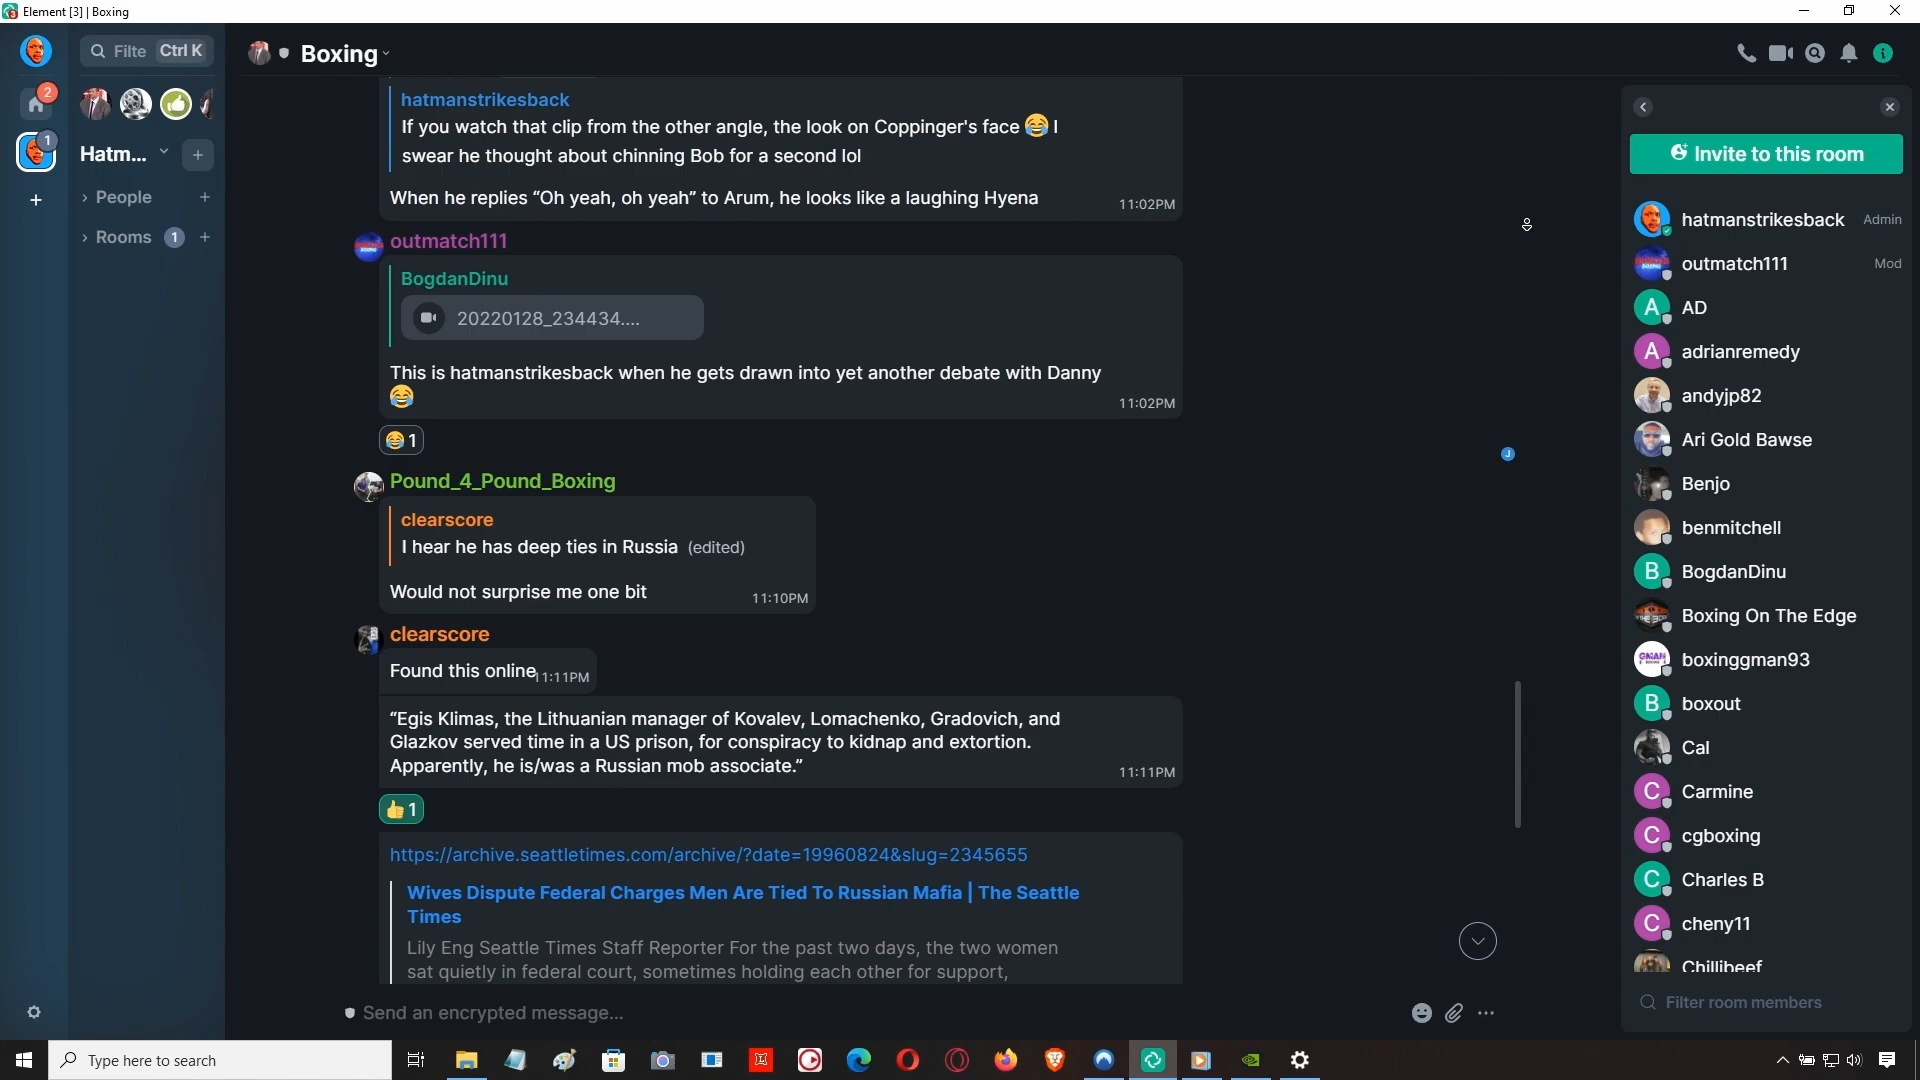 Element [3] | Boxing
Filte Ctrl K
Boxing
2
1
Hatm...
People
Rooms 1
hatmanstrikesback
If you watch that clip from the other angle, the look on Coppinger's face 😂 I
swear he thought about chinning Bob for a second lol
When he replies “Oh yeah, oh yeah” to Arum, he looks like a laughing Hyena
11:02PM
outmatch111
BogdanDinu
20220128_234434....
This is hatmanstrikesback when he gets drawn into yet another debate with Danny
😂
11:02PM
😂 1
J
Pound_4_Pound_Boxing
clearscore
I hear he has deep ties in Russia (edited)
Would not surprise me one bit
11:10PM
clearscore
Found this online
11:11PM
“Egis Klimas, the Lithuanian manager of Kovalev, Lomachenko, Gradovich, and
Glazkov served time in a US prison, for conspiracy to kidnap and extortion.
Apparently, he is/was a Russian mob associate.”
11:11PM
👍 1
https://archive.seattletimes.com/archive/?date=19960824&slug=2345655
Wives Dispute Federal Charges Men Are Tied To Russian Mafia | The Seattle
Times
Lily Eng Seattle Times Staff Reporter For the past two days, the two women
sat quietly in federal court, sometimes holding each other for support,
Send an encrypted message...
Invite to this room
hatmanstrikesback Admin
outmatch111 Mod
A AD
A adrianremedy
andyjp82
Ari Gold Bawse
Benjo
benmitchell
B BogdanDinu
Boxing On The Edge
GMAN boxinggman93
B boxout
Cal
C Carmine
C cgboxing
C Charles B
C cheny11
Chillibeef
Filter room members
Type here to search